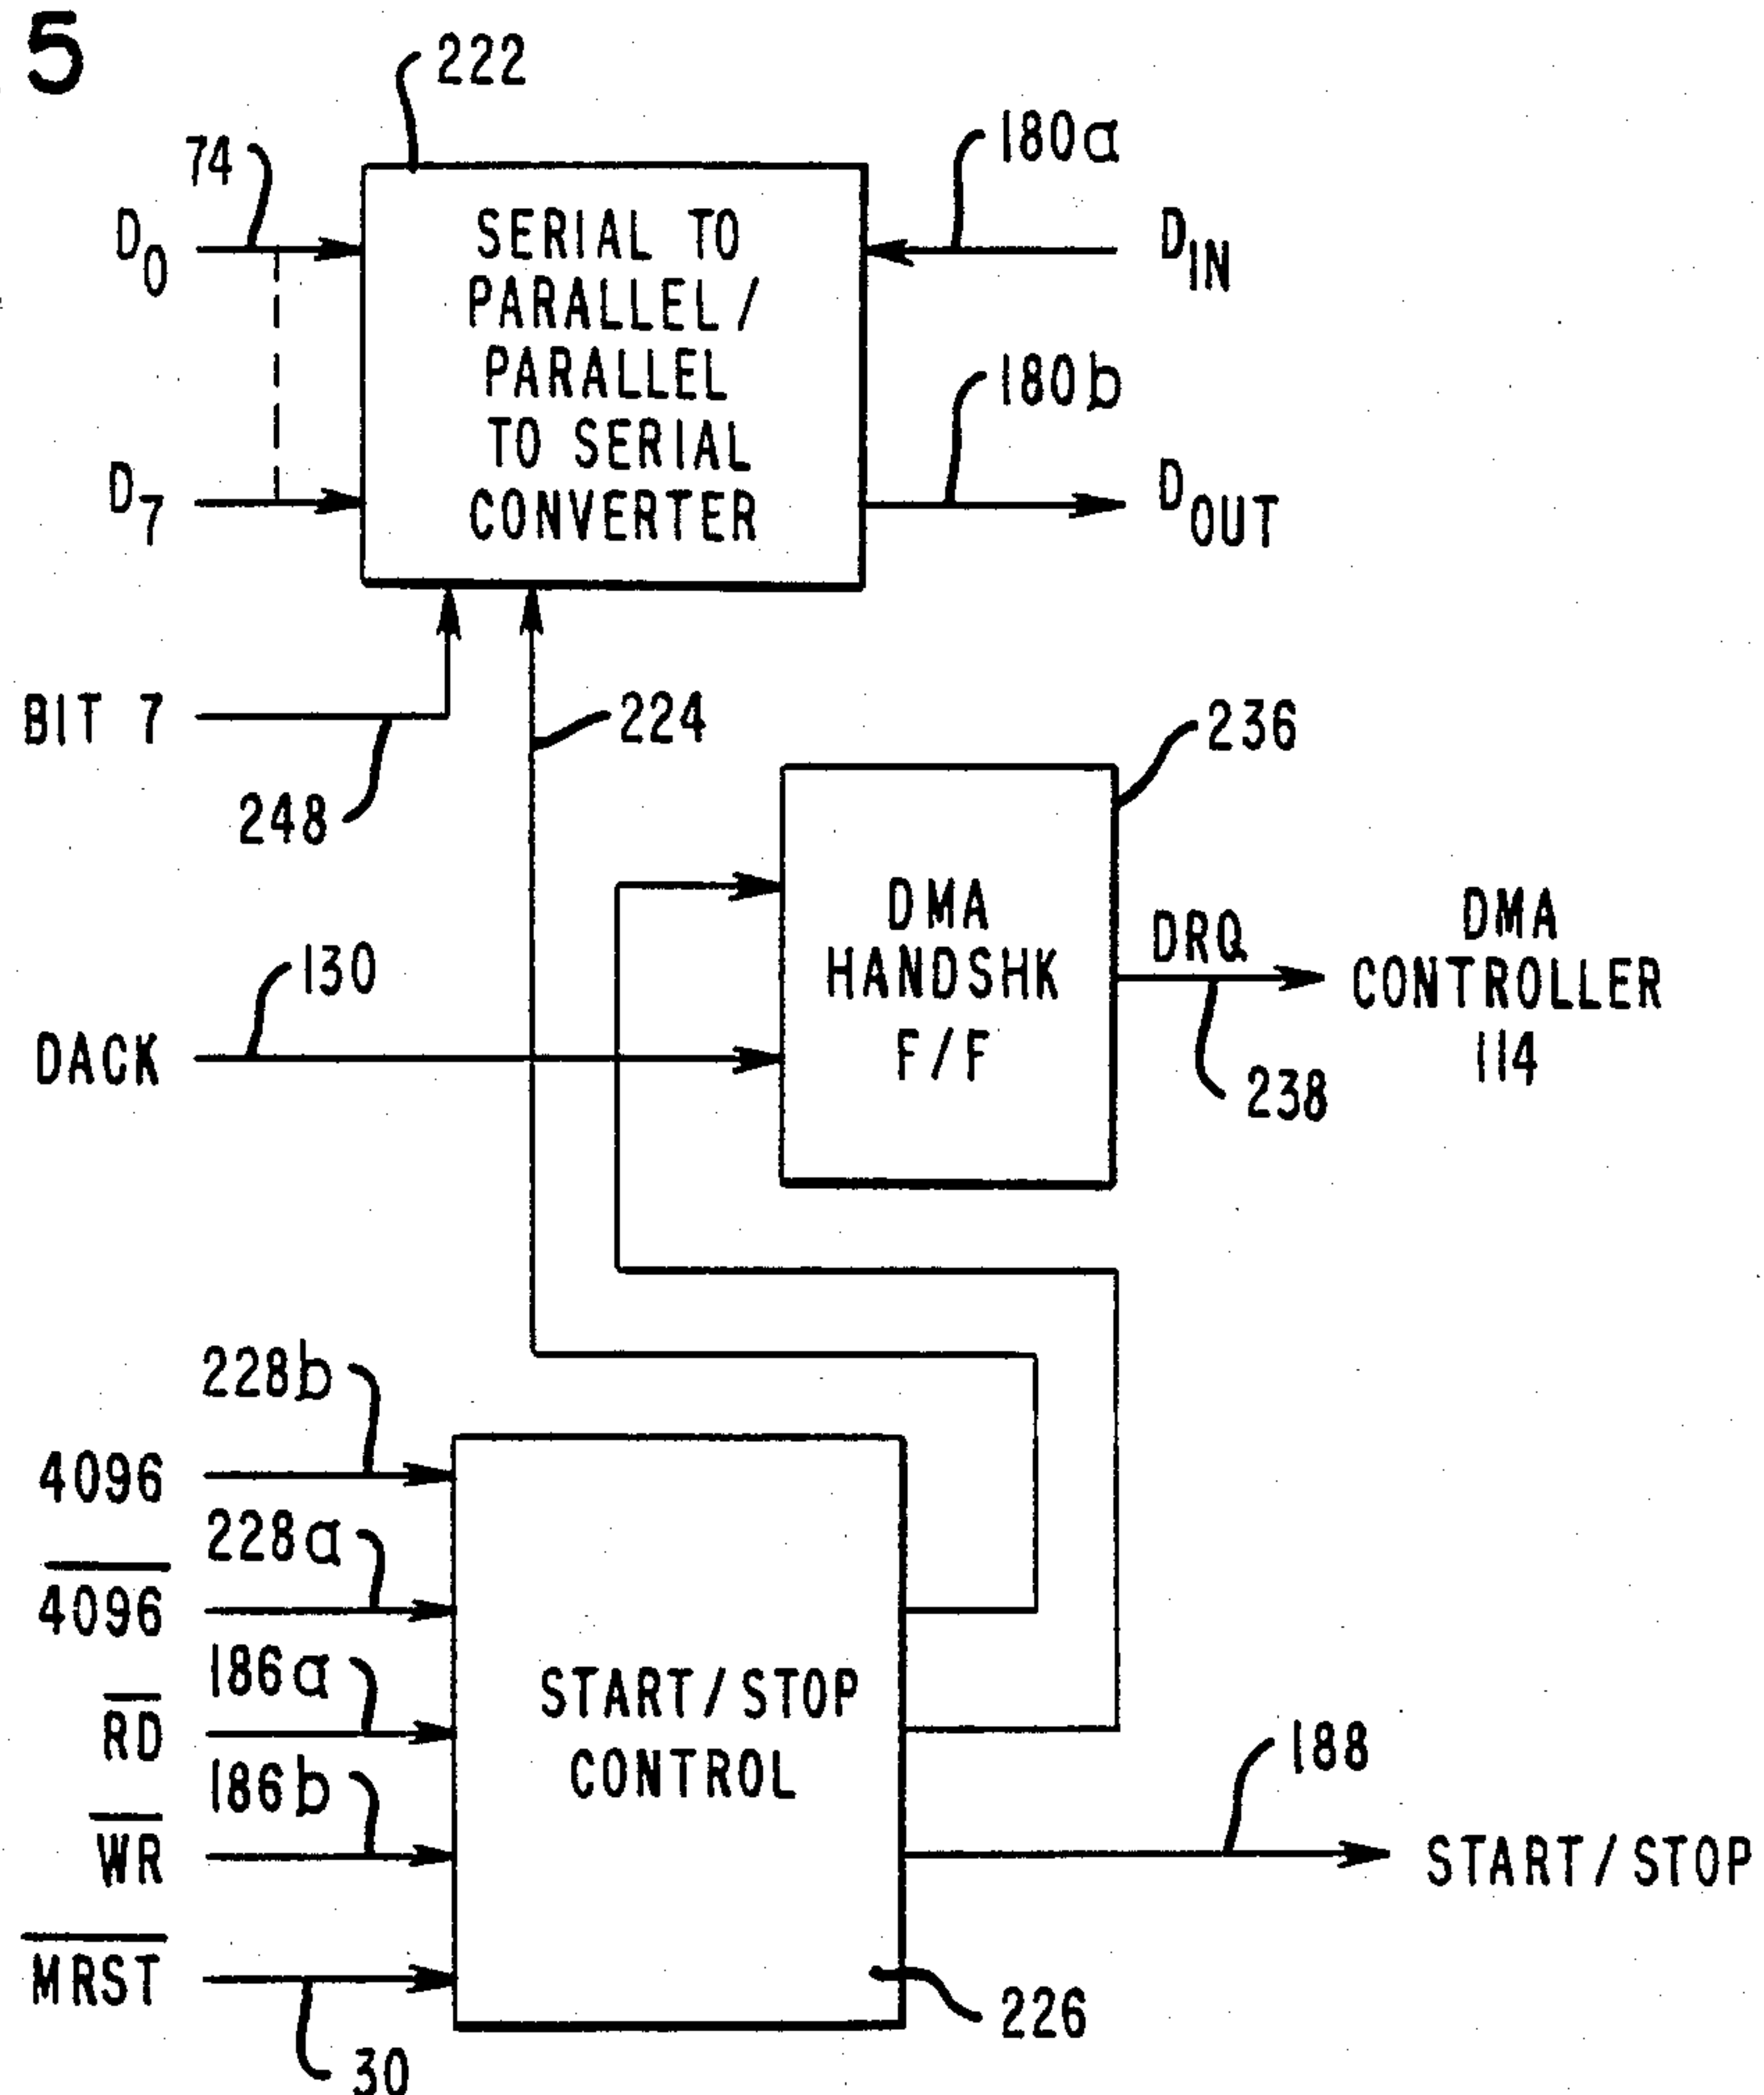 5
222
74
180a
D0
SERIAL TO
PARALLEL/
PARALLEL
TO SERIAL
CONVERTER
DIN
180b
D7
DOUT
BIT 7
224
236
248
DMA
HANDSHK
F/F
DRQ
DMA
CONTROLLER
114
130
DACK
238
228b
4096
228a
4096
186a
RD
START/STOP
CONTROL
186b
188
WR
START/STOP
MRST
226
30